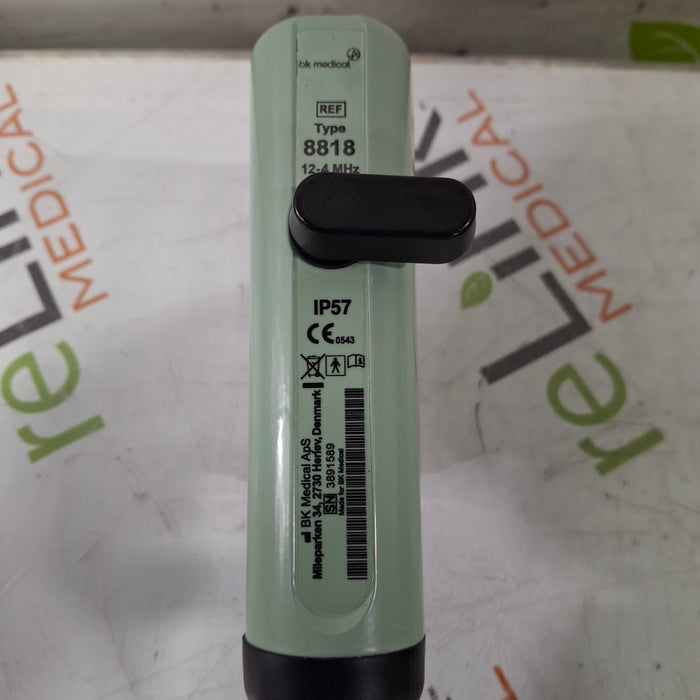 bk medical
REF
Type
8818
12-4 MHz
IP57
CE 0543
BK Medical ApS
Mileparken 34, 2730 Herlev, Denmark
SN 3891589
Made for BK Medical
reLink
MEDICAL
reLink
MEDICAL